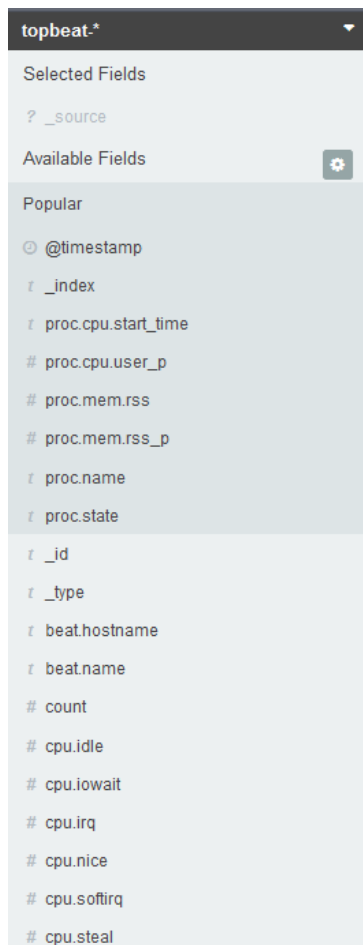 topbeat-*
Selected Fields
? _source
Available Fields
Popular
@timestamp
t _index
t proc.cpu.start_time
# proc.cpu.user_p
# proc.mem.rss
# proc.mem.rss_p
t proc.name
t proc.state
t _id
t _type
t beat.hostname
t beat.name
# count
# cpu.idle
# cpu.iowait
# cpu.irq
# cpu.nice
# cpu.softirq
# cpu.steal